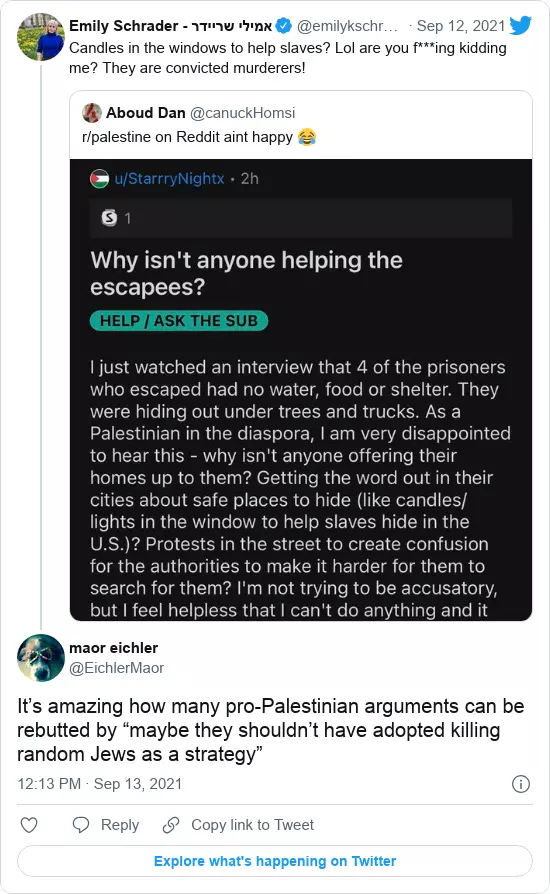 Emily Schrader - אמילי שריידר @emilykschr… · Sep 12, 2021
Candles in the windows to help slaves? Lol are you f***ing kidding
me? They are convicted murderers!
Aboud Dan @canuckHomsi
r/palestine on Reddit aint happy 😂
u/StarrryNightx • 2h
S 1
Why isn't anyone helping the
escapees?
HELP / ASK THE SUB
I just watched an interview that 4 of the prisoners
who escaped had no water, food or shelter. They
were hiding out under trees and trucks. As a
Palestinian in the diaspora, I am very disappointed
to hear this - why isn't anyone offering their
homes up to them? Getting the word out in their
cities about safe places to hide (like candles/
lights in the window to help slaves hide in the
U.S.)? Protests in the street to create confusion
for the authorities to make it harder for them to
search for them? I'm not trying to be accusatory,
but I feel helpless that I can't do anything and it
maor eichler
@EichlerMaor
It’s amazing how many pro-Palestinian arguments can be
rebutted by “maybe they shouldn’t have adopted killing
random Jews as a strategy”
12:13 PM · Sep 13, 2021
Reply
Copy link to Tweet
Explore what's happening on Twitter